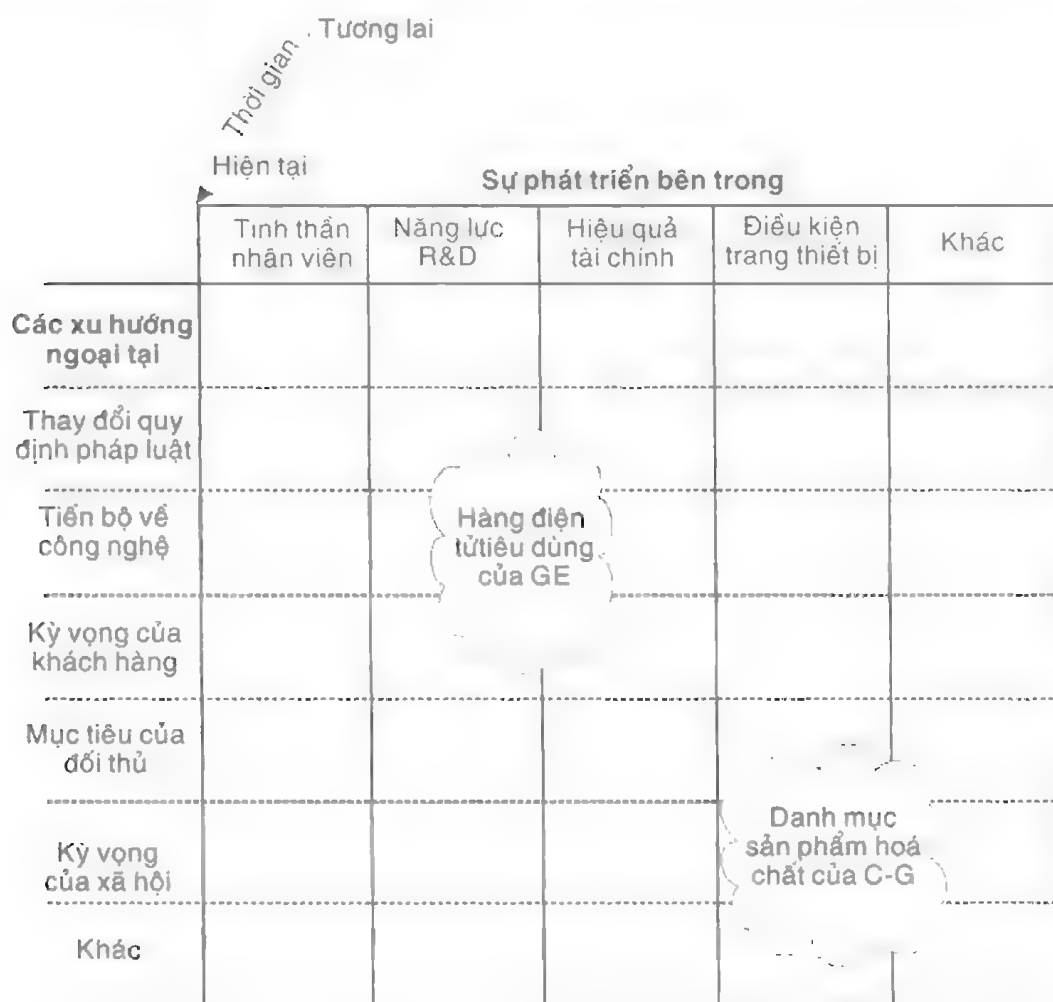 Tương lai
Thời gian
Hiện tại
Sự phát triển bên trong
Tinh thần
nhân viên
Năng lực
R&D
Hiệu quả
tài chính
Điều kiện
trang thiết bị
Khác
Các xu hướng
ngoại tại
Thay đổi quy
định pháp luật
Tiến bộ về
công nghệ
Hàng điện
tửtiêu dùng
của GE
Kỳ vọng của
khách hàng
Mục tiêu của
đối thủ
Danh mục
sản phẩm hoá
chất của C-G
Kỳ vọng
của xã hội
Khác